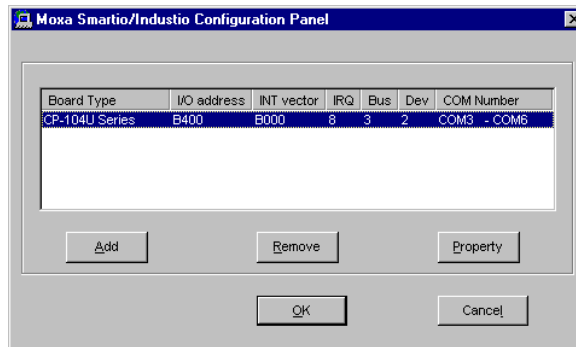 Moxa Smartio/Industio Configuration Panel
Board Type I/O address INT vector IRQ Bus Dev COM Number
CP-104U Series B400 B000 8 3 2 COM3 - COM6
Add Remove Property
OK Cancel